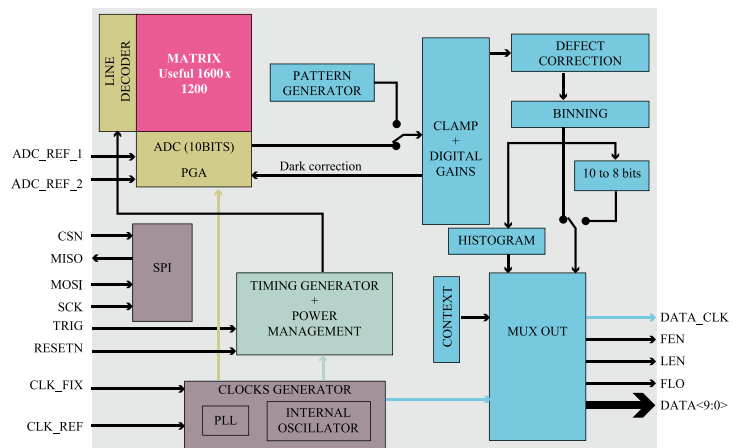 LINE
DECODER
MATRIX
Useful 1600 x
1200
ADC (10BITS)
PGA
PATTERN
GENERATOR
CLAMP
+
DIGITAL
GAINS
DEFECT
CORRECTION
BINNING
10 to 8 bits
Dark correction
HISTOGRAM
ADC_REF_1
ADC_REF_2
CSN
MISO
MOSI
SCK
TRIG
RESETN
CLK_FIX
CLK_REF
SPI
TIMING GENERATOR
+
POWER
MANAGEMENT
CONTEXT
MUX OUT
CLOCKS GENERATOR
PLL
INTERNAL
OSCILLATOR
DATA_CLK
FEN
LEN
FLO
DATA<9:0>